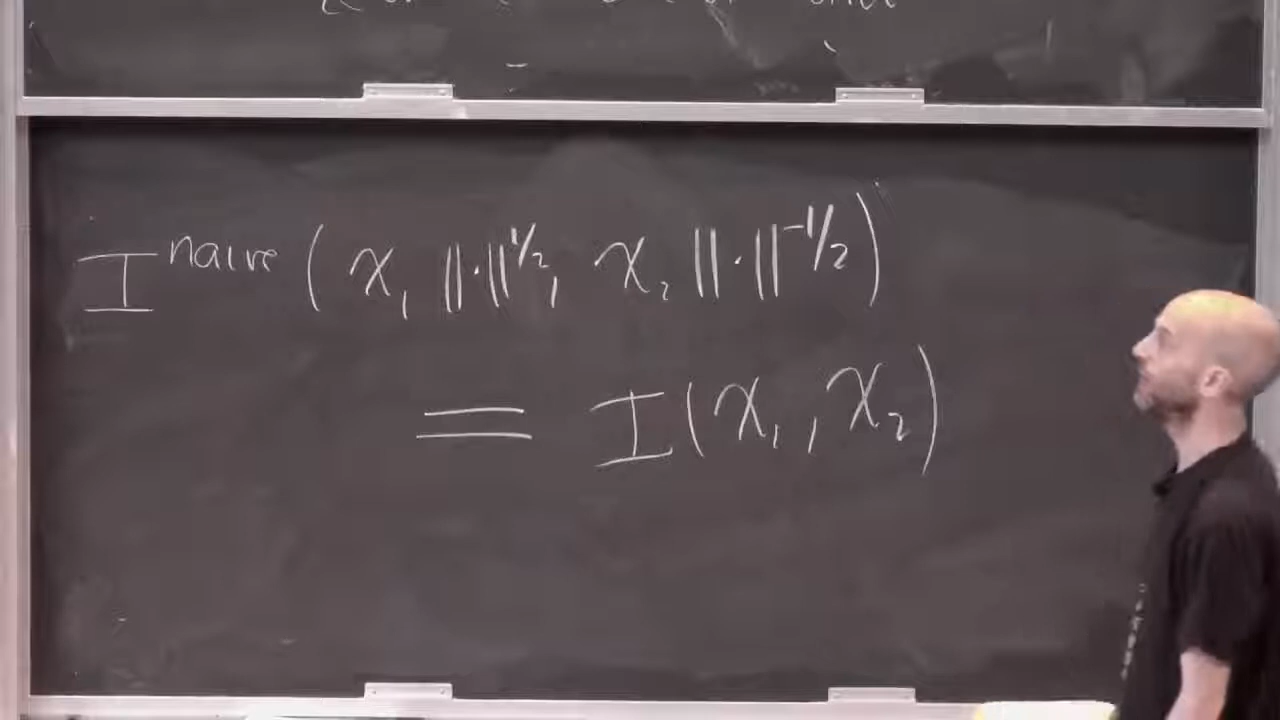 I^naive (χ₁ ||·||^1/2, χ₂ ||·||^-1/2)
= I(χ₁, χ₂)